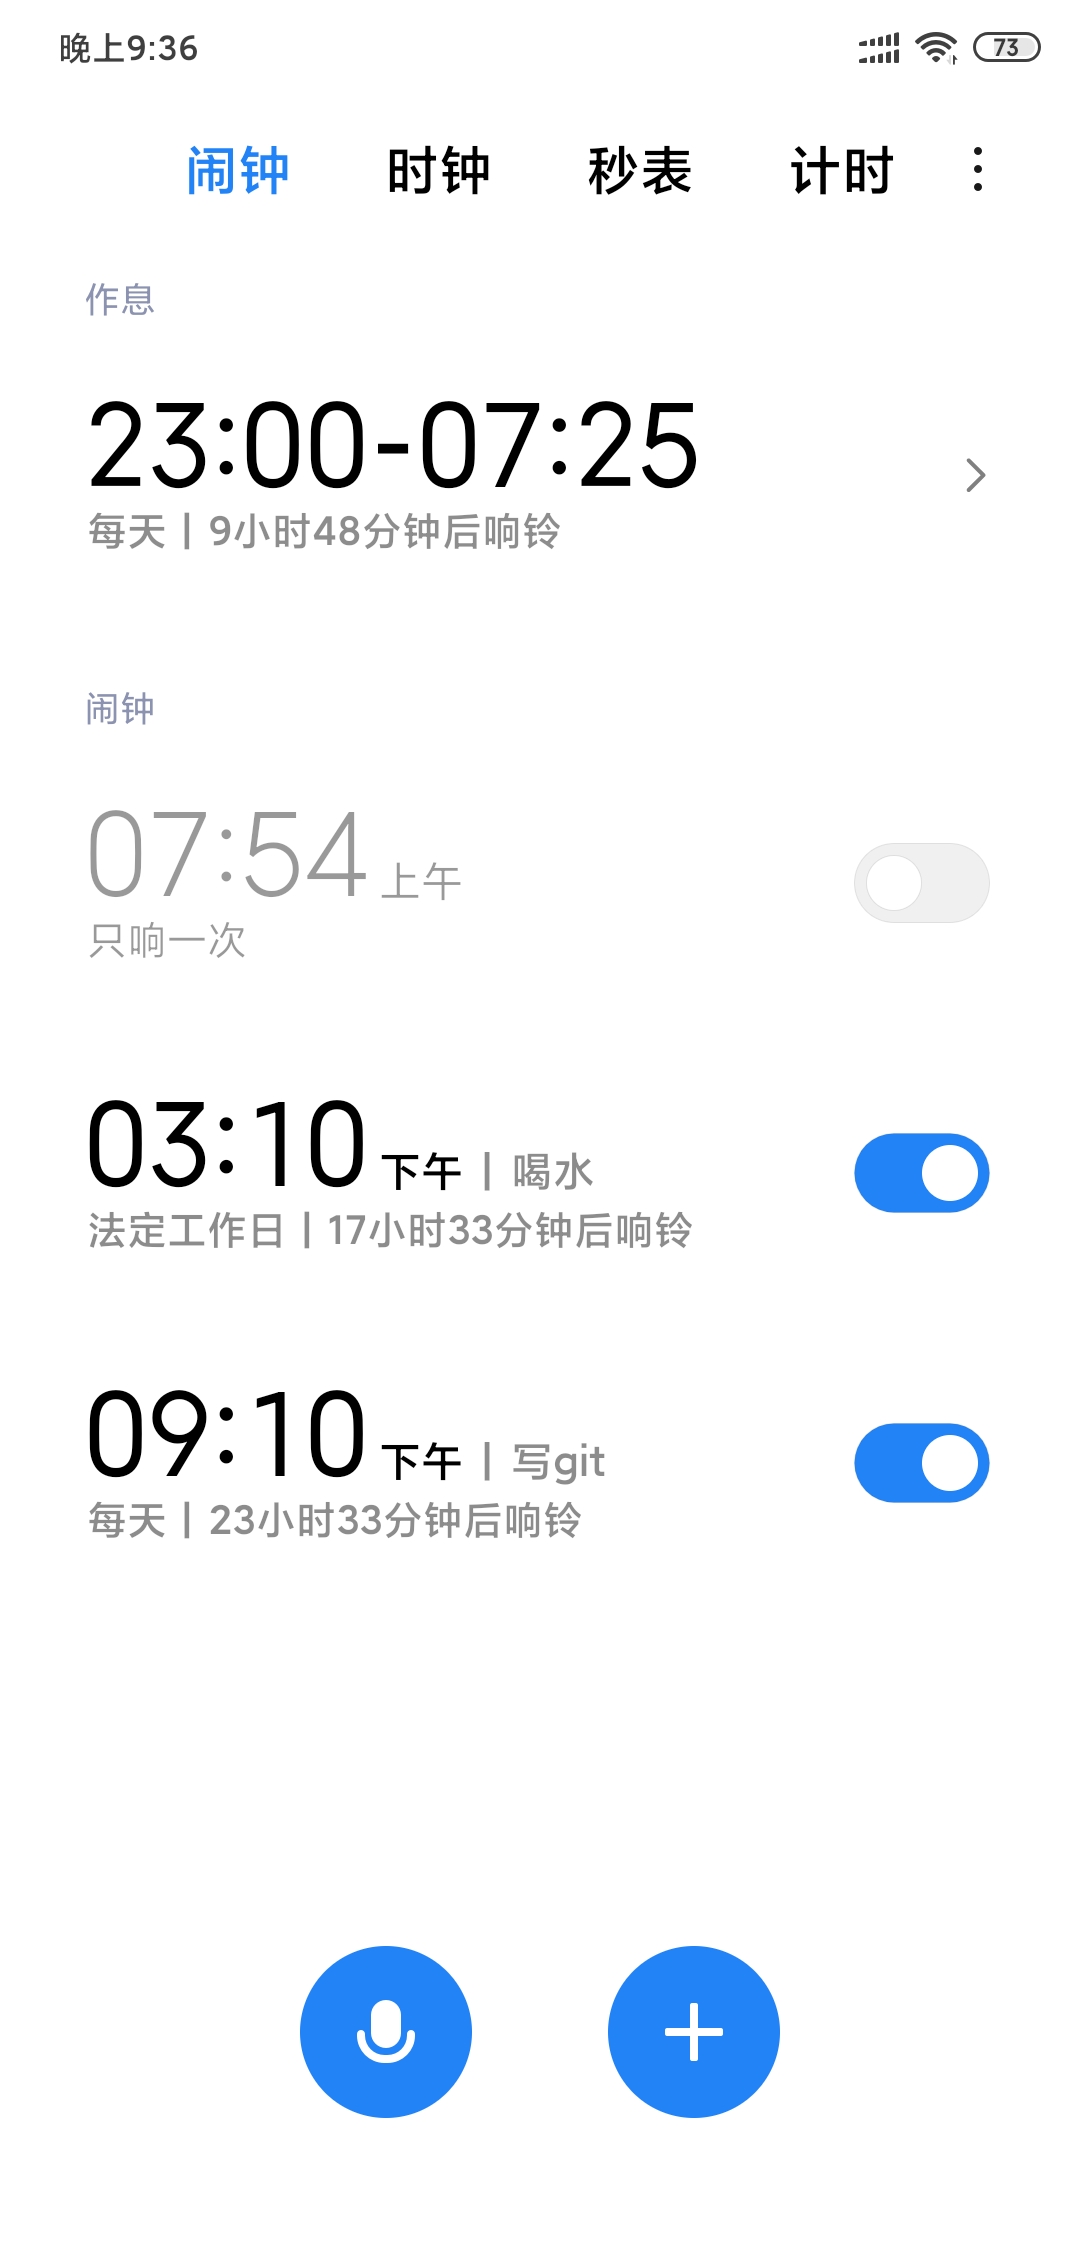 晚上9:36 73
闹钟 时钟 秒表 计时
作息
23:00-07:25
每天 | 9小时48分钟后响铃
闹钟
07:54 上午
只响一次
03:10 下午 | 喝水
法定工作日 | 17小时33分钟后响铃
09:10 下午 | 写git
每天 | 23小时33分钟后响铃